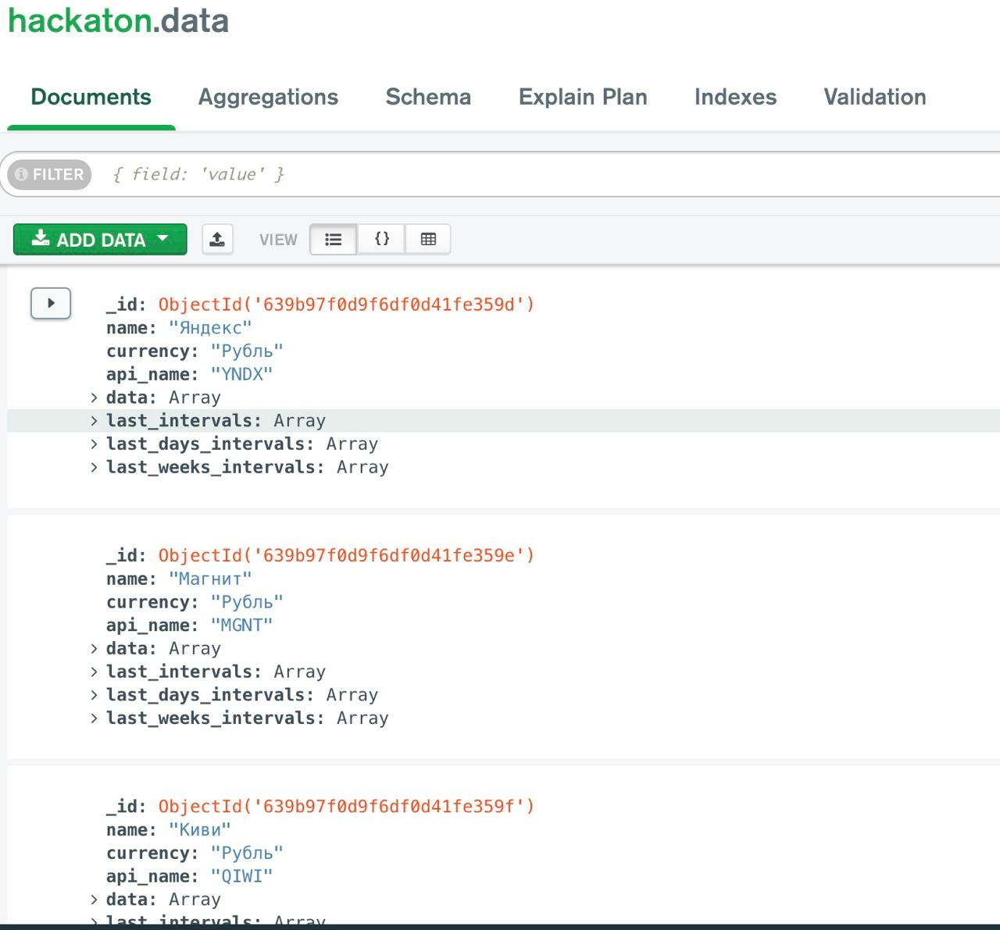 hackaton.data
Documents Aggregations Schema Explain Plan Indexes Validation
FILTER { field: 'value' }
ADD DATA VIEW {}
_id: ObjectId('639b97f0d9f6df0d41fe359d')
name: "Яндекс"
currency: "Рубль"
api_name: "YNDX"
> data: Array
> last_intervals: Array
> last_days_intervals: Array
> last_weeks_intervals: Array
_id: ObjectId('639b97f0d9f6df0d41fe359e')
name: "Магнит"
currency: "Рубль"
api_name: "MGNT"
> data: Array
> last_intervals: Array
> last_days_intervals: Array
> last_weeks_intervals: Array
_id: ObjectId('639b97f0d9f6df0d41fe359f')
name: "Киви"
currency: "Рубль"
api_name: "QIWI"
> data: Array
> last_intervals: Array